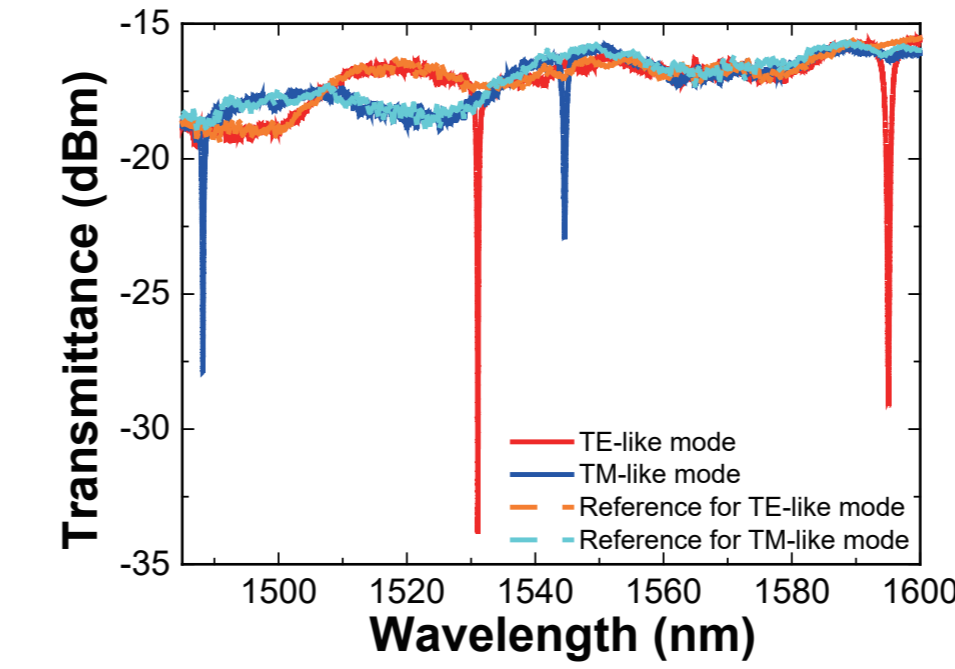 Transmittance (dBm)
-15
-20
-25
-30
-35
TE-like mode
TM-like mode
Reference for TE-like mode
Reference for TM-like mode
1500 1520 1540 1560 1580 1600
Wavelength (nm)